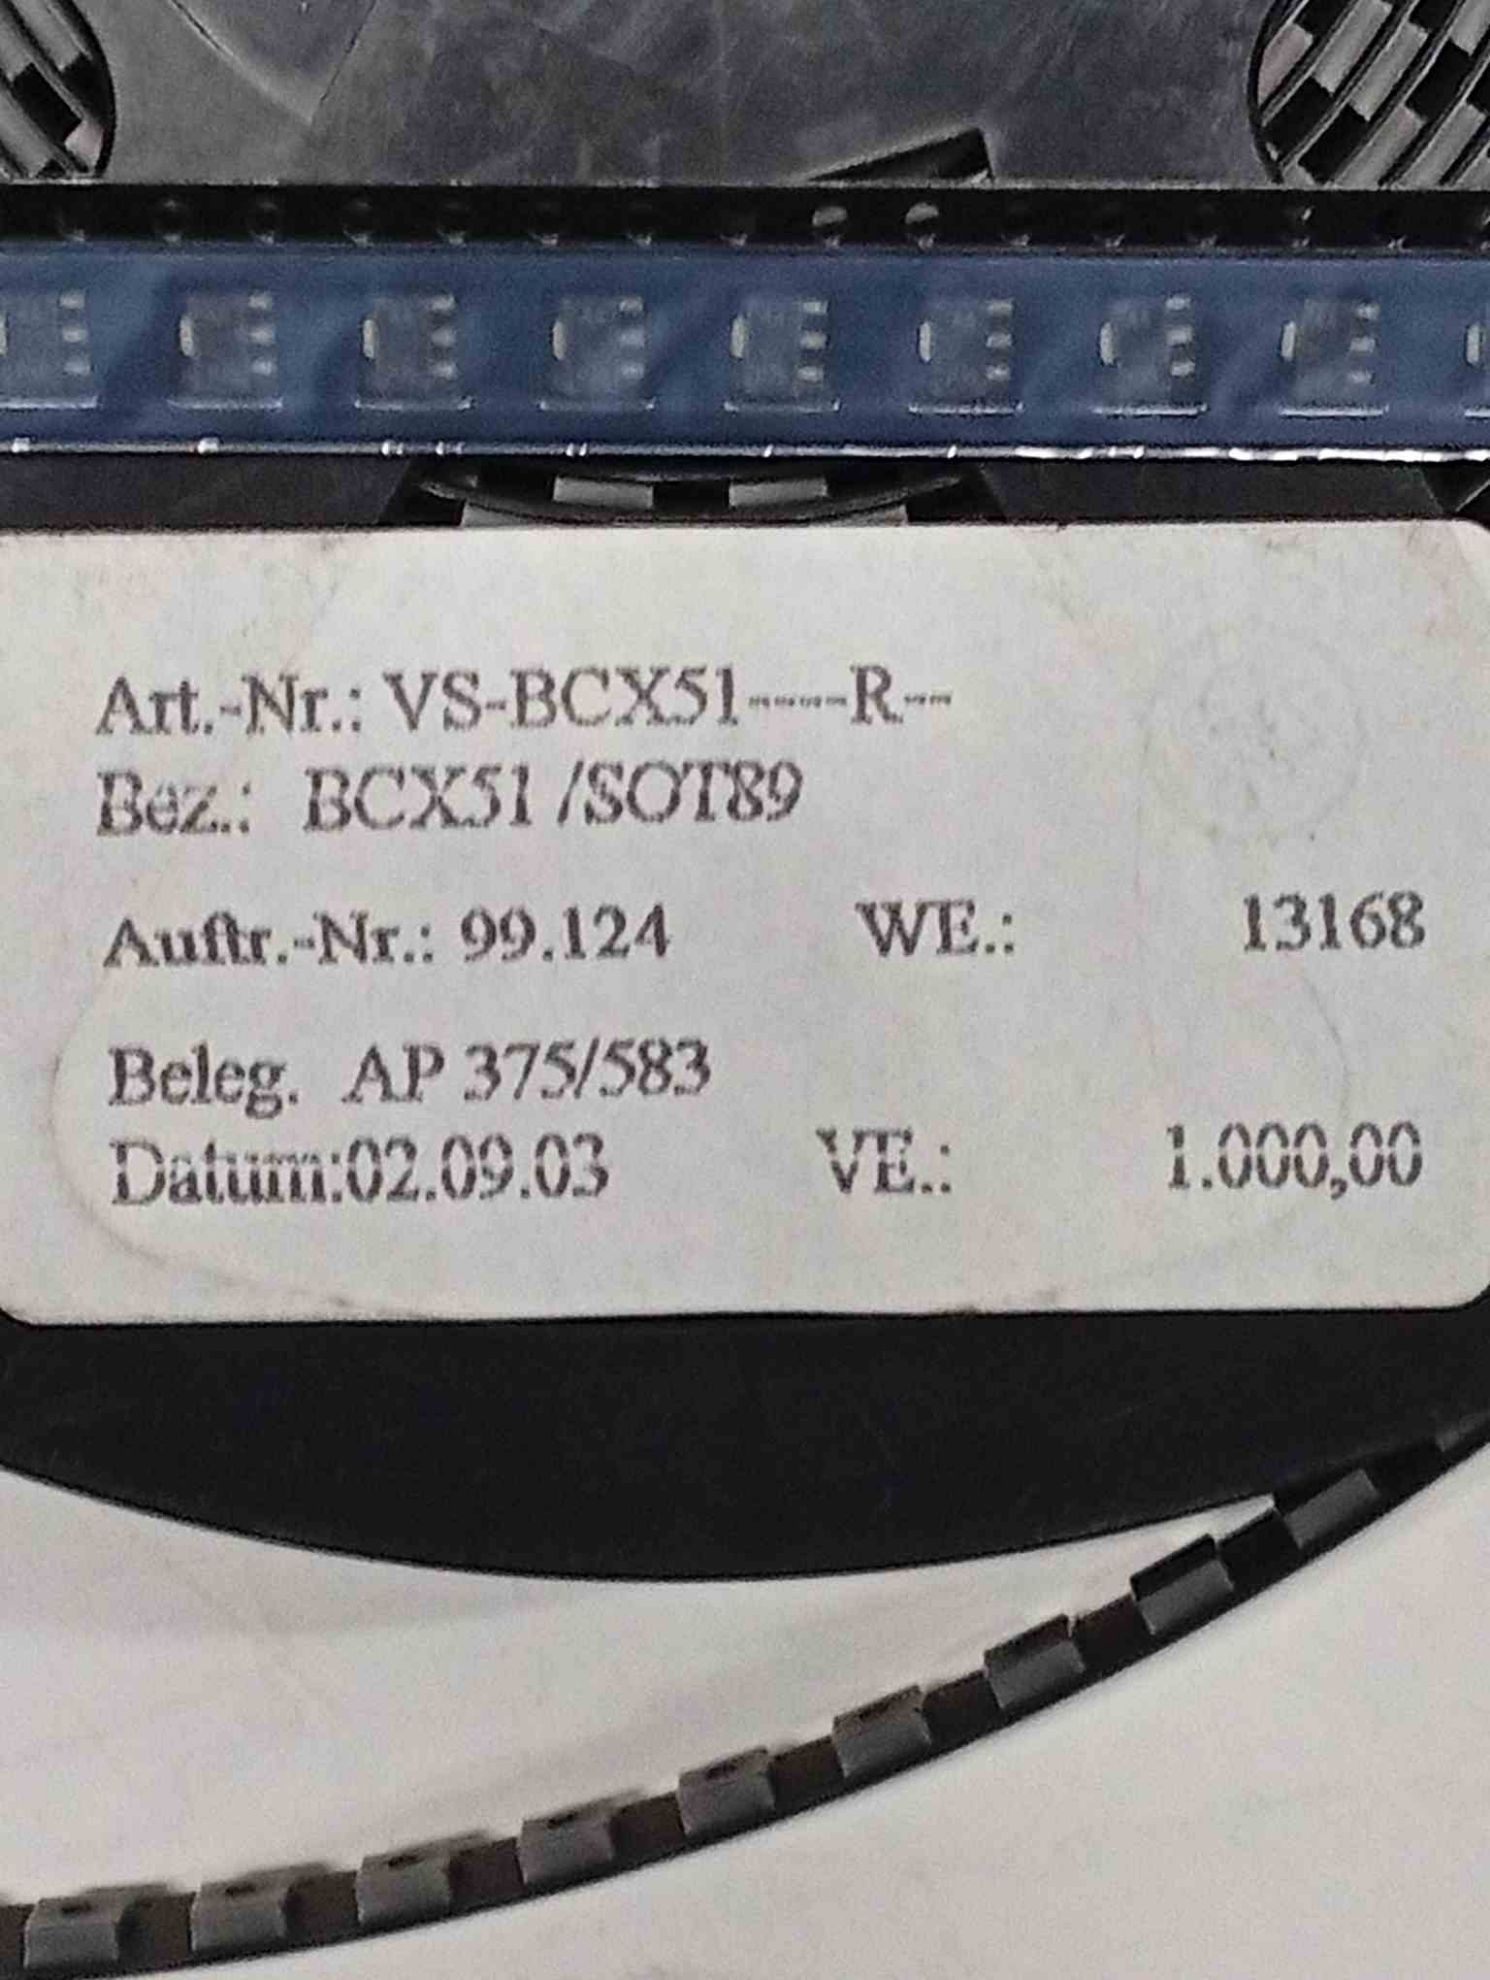 Art.-Nr.: VS-BCX51-----R--
Bez.: BCX51 /SOT89
Auftr.-Nr.: 99.124 WE.: 13168
Beleg. AP 375/583
Datum:02.09.03 VE.: 1.000,00